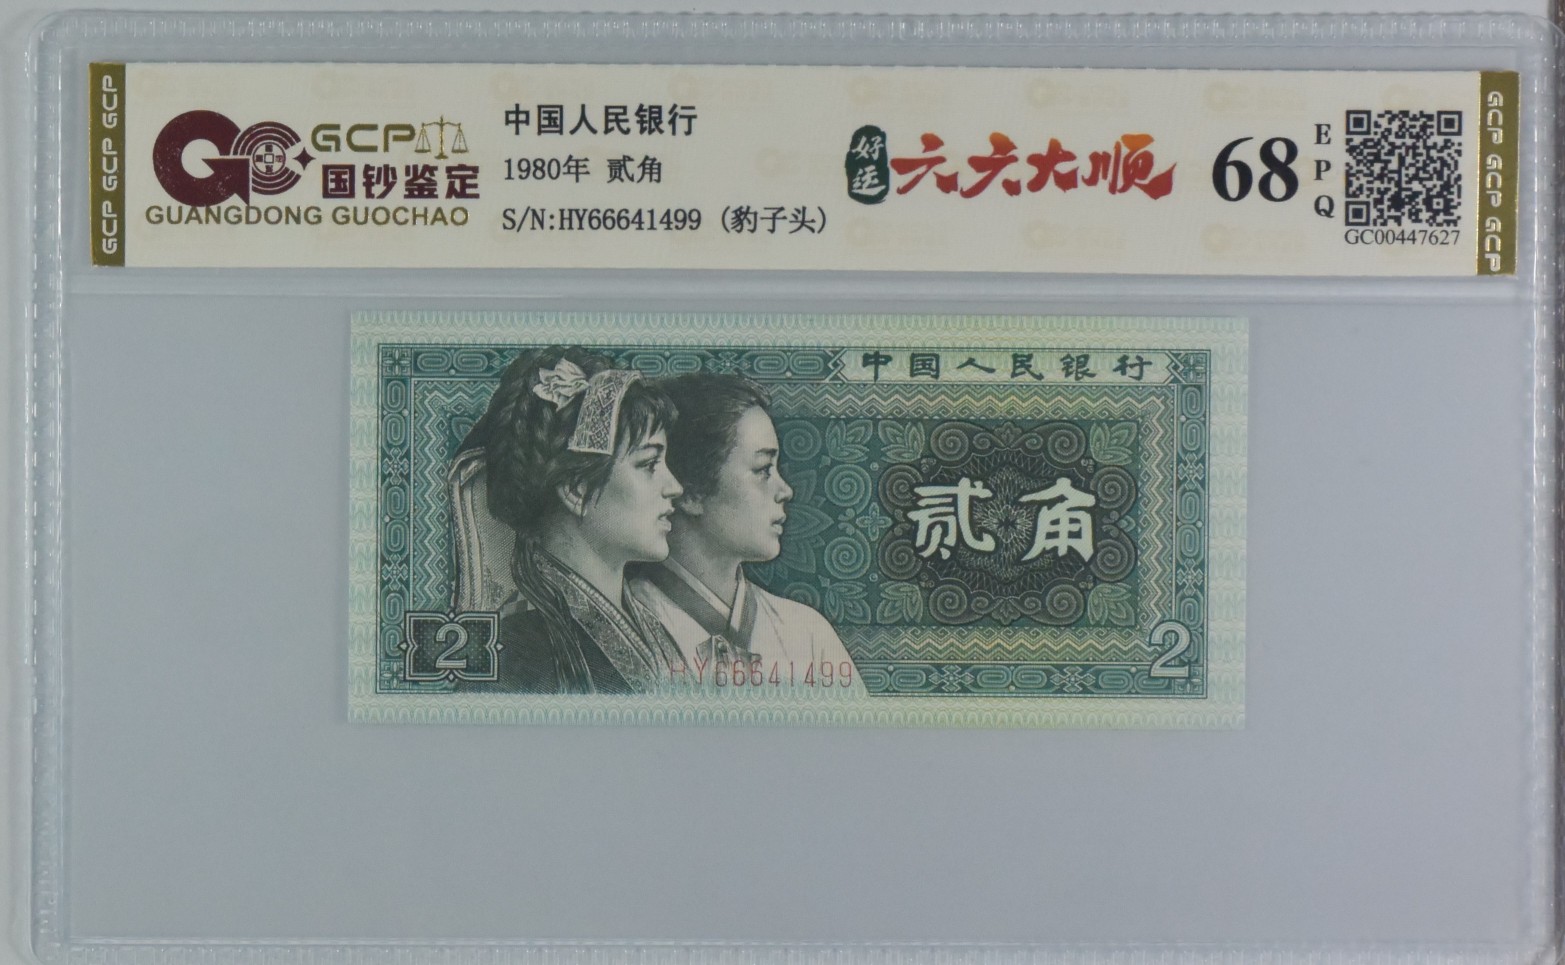 GCP GCP GCP
GCP
国钞鉴定
GUANGDONG GUOCHAO
中国人民银行
1980年 贰角
S/N:HY66641499 (豹子头)
好运
六六大顺
68
EPQ
GC00447627
GCP GCP GCP
中国人民银行
贰角
2
HY66641499
2